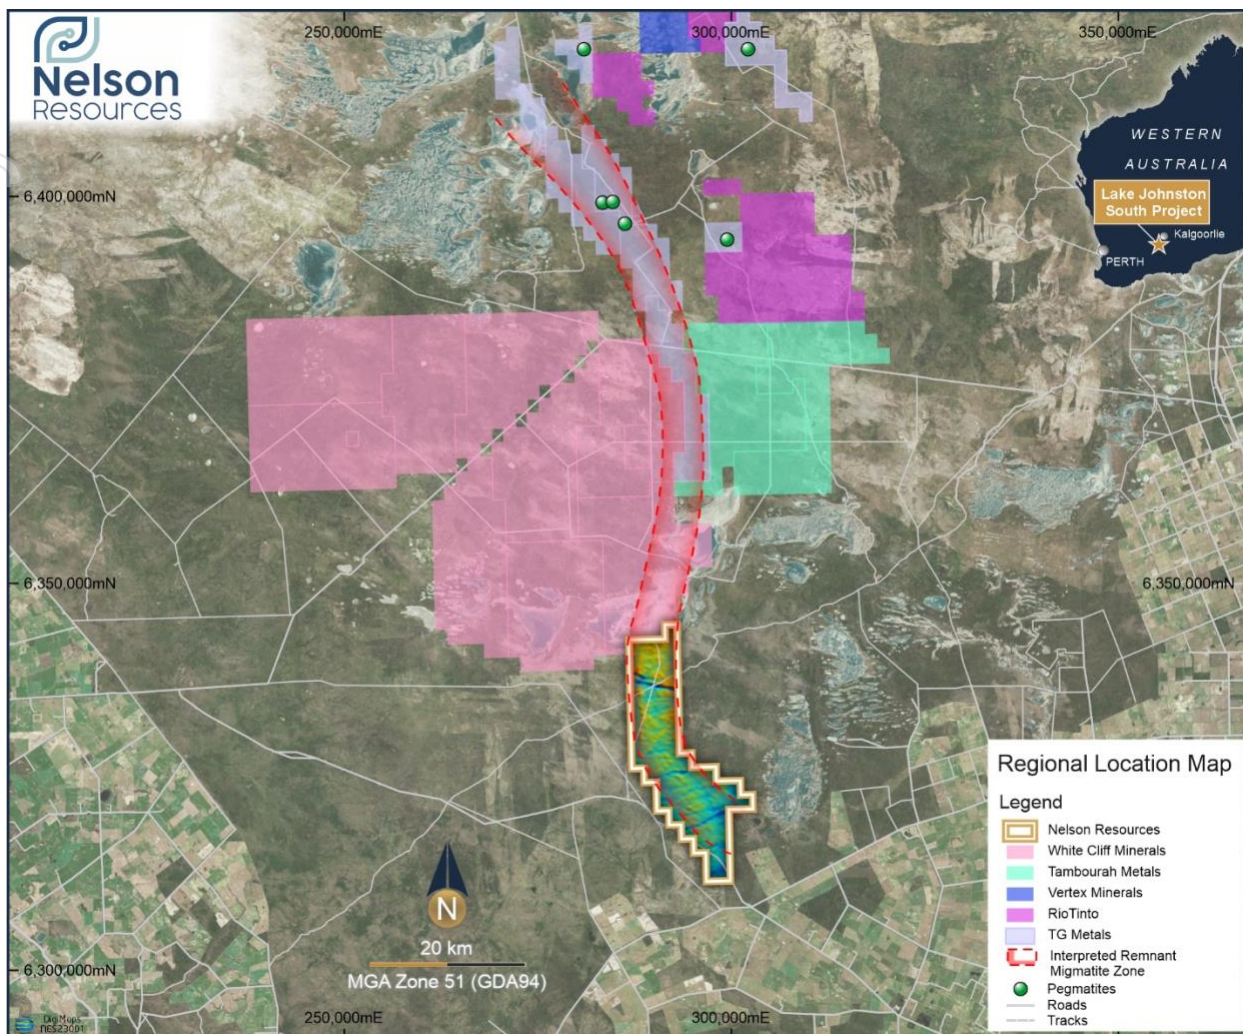 Nelson
Resources
250,000mE
300,000mE
350,000mE
WESTERN
AUSTRALIA
Lake Johnston
South Project
Kalgoorlie
PERTH
6,400,000mN
6,350,000mN
6,350,000mN
Regional Location Map
Legend
Nelson Resources
White Cliff Minerals
Tambourah Metals
Vertex Minerals
RioTinto
TG Metals
Interpreted Remnant
Migmatite Zone
Pegmatites
Roads
Tracks
N
20 km
MGA Zone 51 (GDA94)
6,300,000mN
250,000mE
300,000mE
DigMaps
NES23001